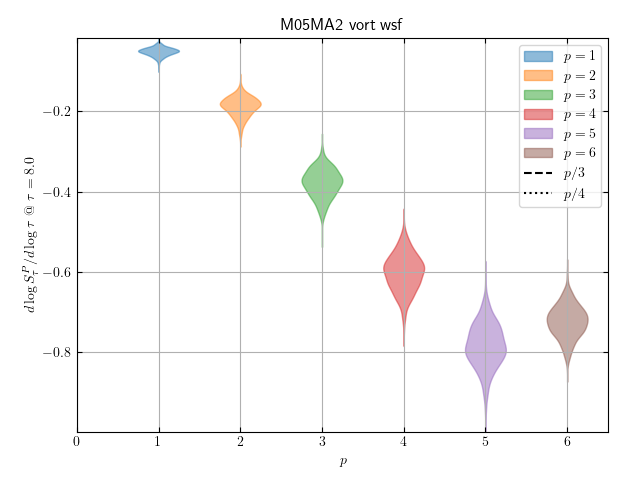 M05MA2 vort wsf
d log S_τ^P / d log τ @ τ = 8.0
−0.2
−0.4
−0.6
−0.8
0 1 2 3 4 5 6
p
p = 1
p = 2
p = 3
p = 4
p = 5
p = 6
p/3
p/4